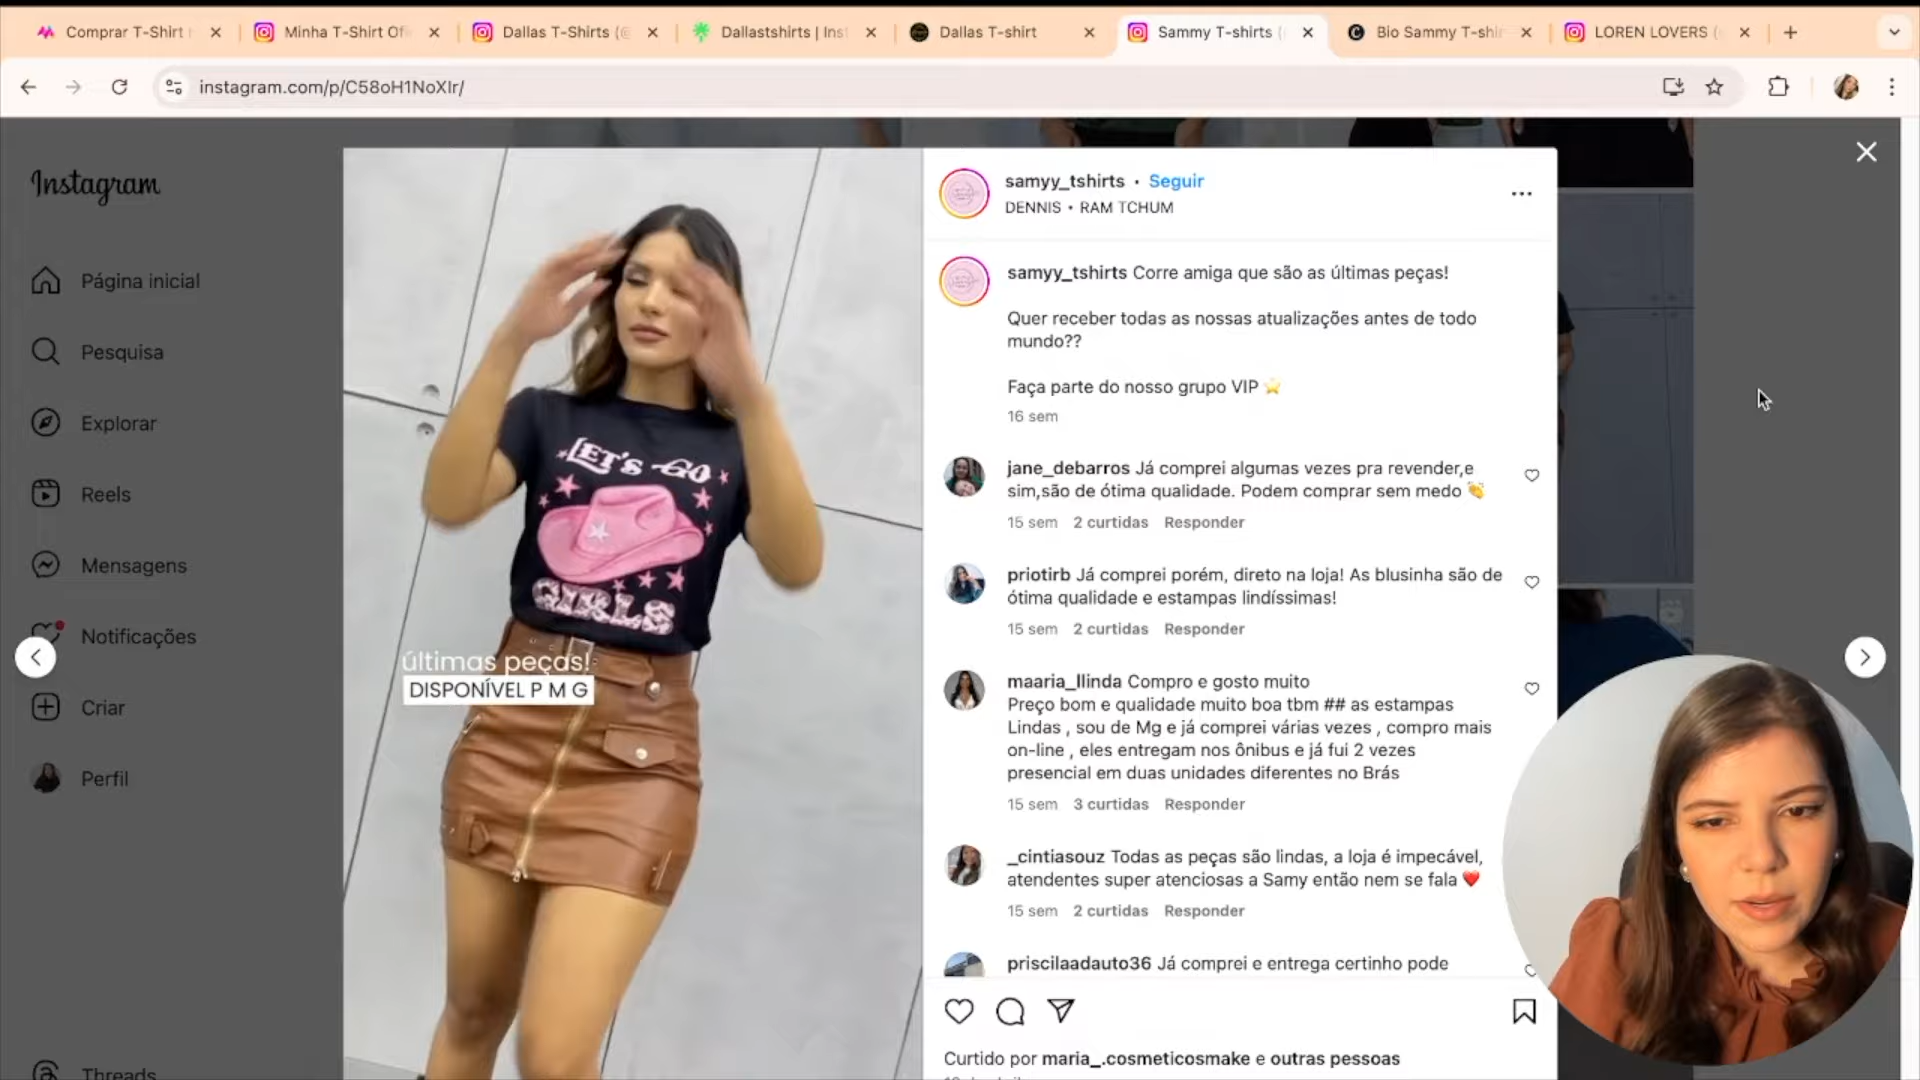 Comprar T-Shirt
Minha T-Shirt Ofi
Dallas T-Shirts (@
Dallastshirts | Inst
Dallas T-shirt
Sammy T-shirts (
Bio Sammy T-shir
LOREN LOVERS (
instagram.com/p/C58oH1NoXIr/
Instagram
Página inicial
Pesquisa
Explorar
Reels
Mensagens
Notificações
Criar
Perfil
Threads
LET'S GO
GIRLS
últimas peças!
DISPONÍVEL P M G
samyy_tshirts • Seguir
DENNIS • RAM TCHUM
samyy_tshirts Corre amiga que são as últimas peças!
Quer receber todas as nossas atualizações antes de todo
mundo??
Faça parte do nosso grupo VIP ⭐
16 sem
jane_debarros Já comprei algumas vezes pra revender,e
sim,são de ótima qualidade. Podem comprar sem medo 👏
15 sem 2 curtidas Responder
priotirb Já comprei porém, direto na loja! As blusinha são de
ótima qualidade e estampas lindíssimas!
15 sem 2 curtidas Responder
maaria_llinda Compro e gosto muito
Preço bom e qualidade muito boa tbm ## as estampas
Lindas , sou de Mg e já comprei várias vezes , compro mais
on-line , eles entregam nos ônibus e já fui 2 vezes
presencial em duas unidades diferentes no Brás
15 sem 3 curtidas Responder
_cintiasouz Todas as peças são lindas, a loja é impecável,
atendentes super atenciosas a Samy então nem se fala ❤️
15 sem 2 curtidas Responder
priscilaadauto36 Já comprei e entrega certinho pode
Curtido por maria_.cosmeticosmake e outras pessoas